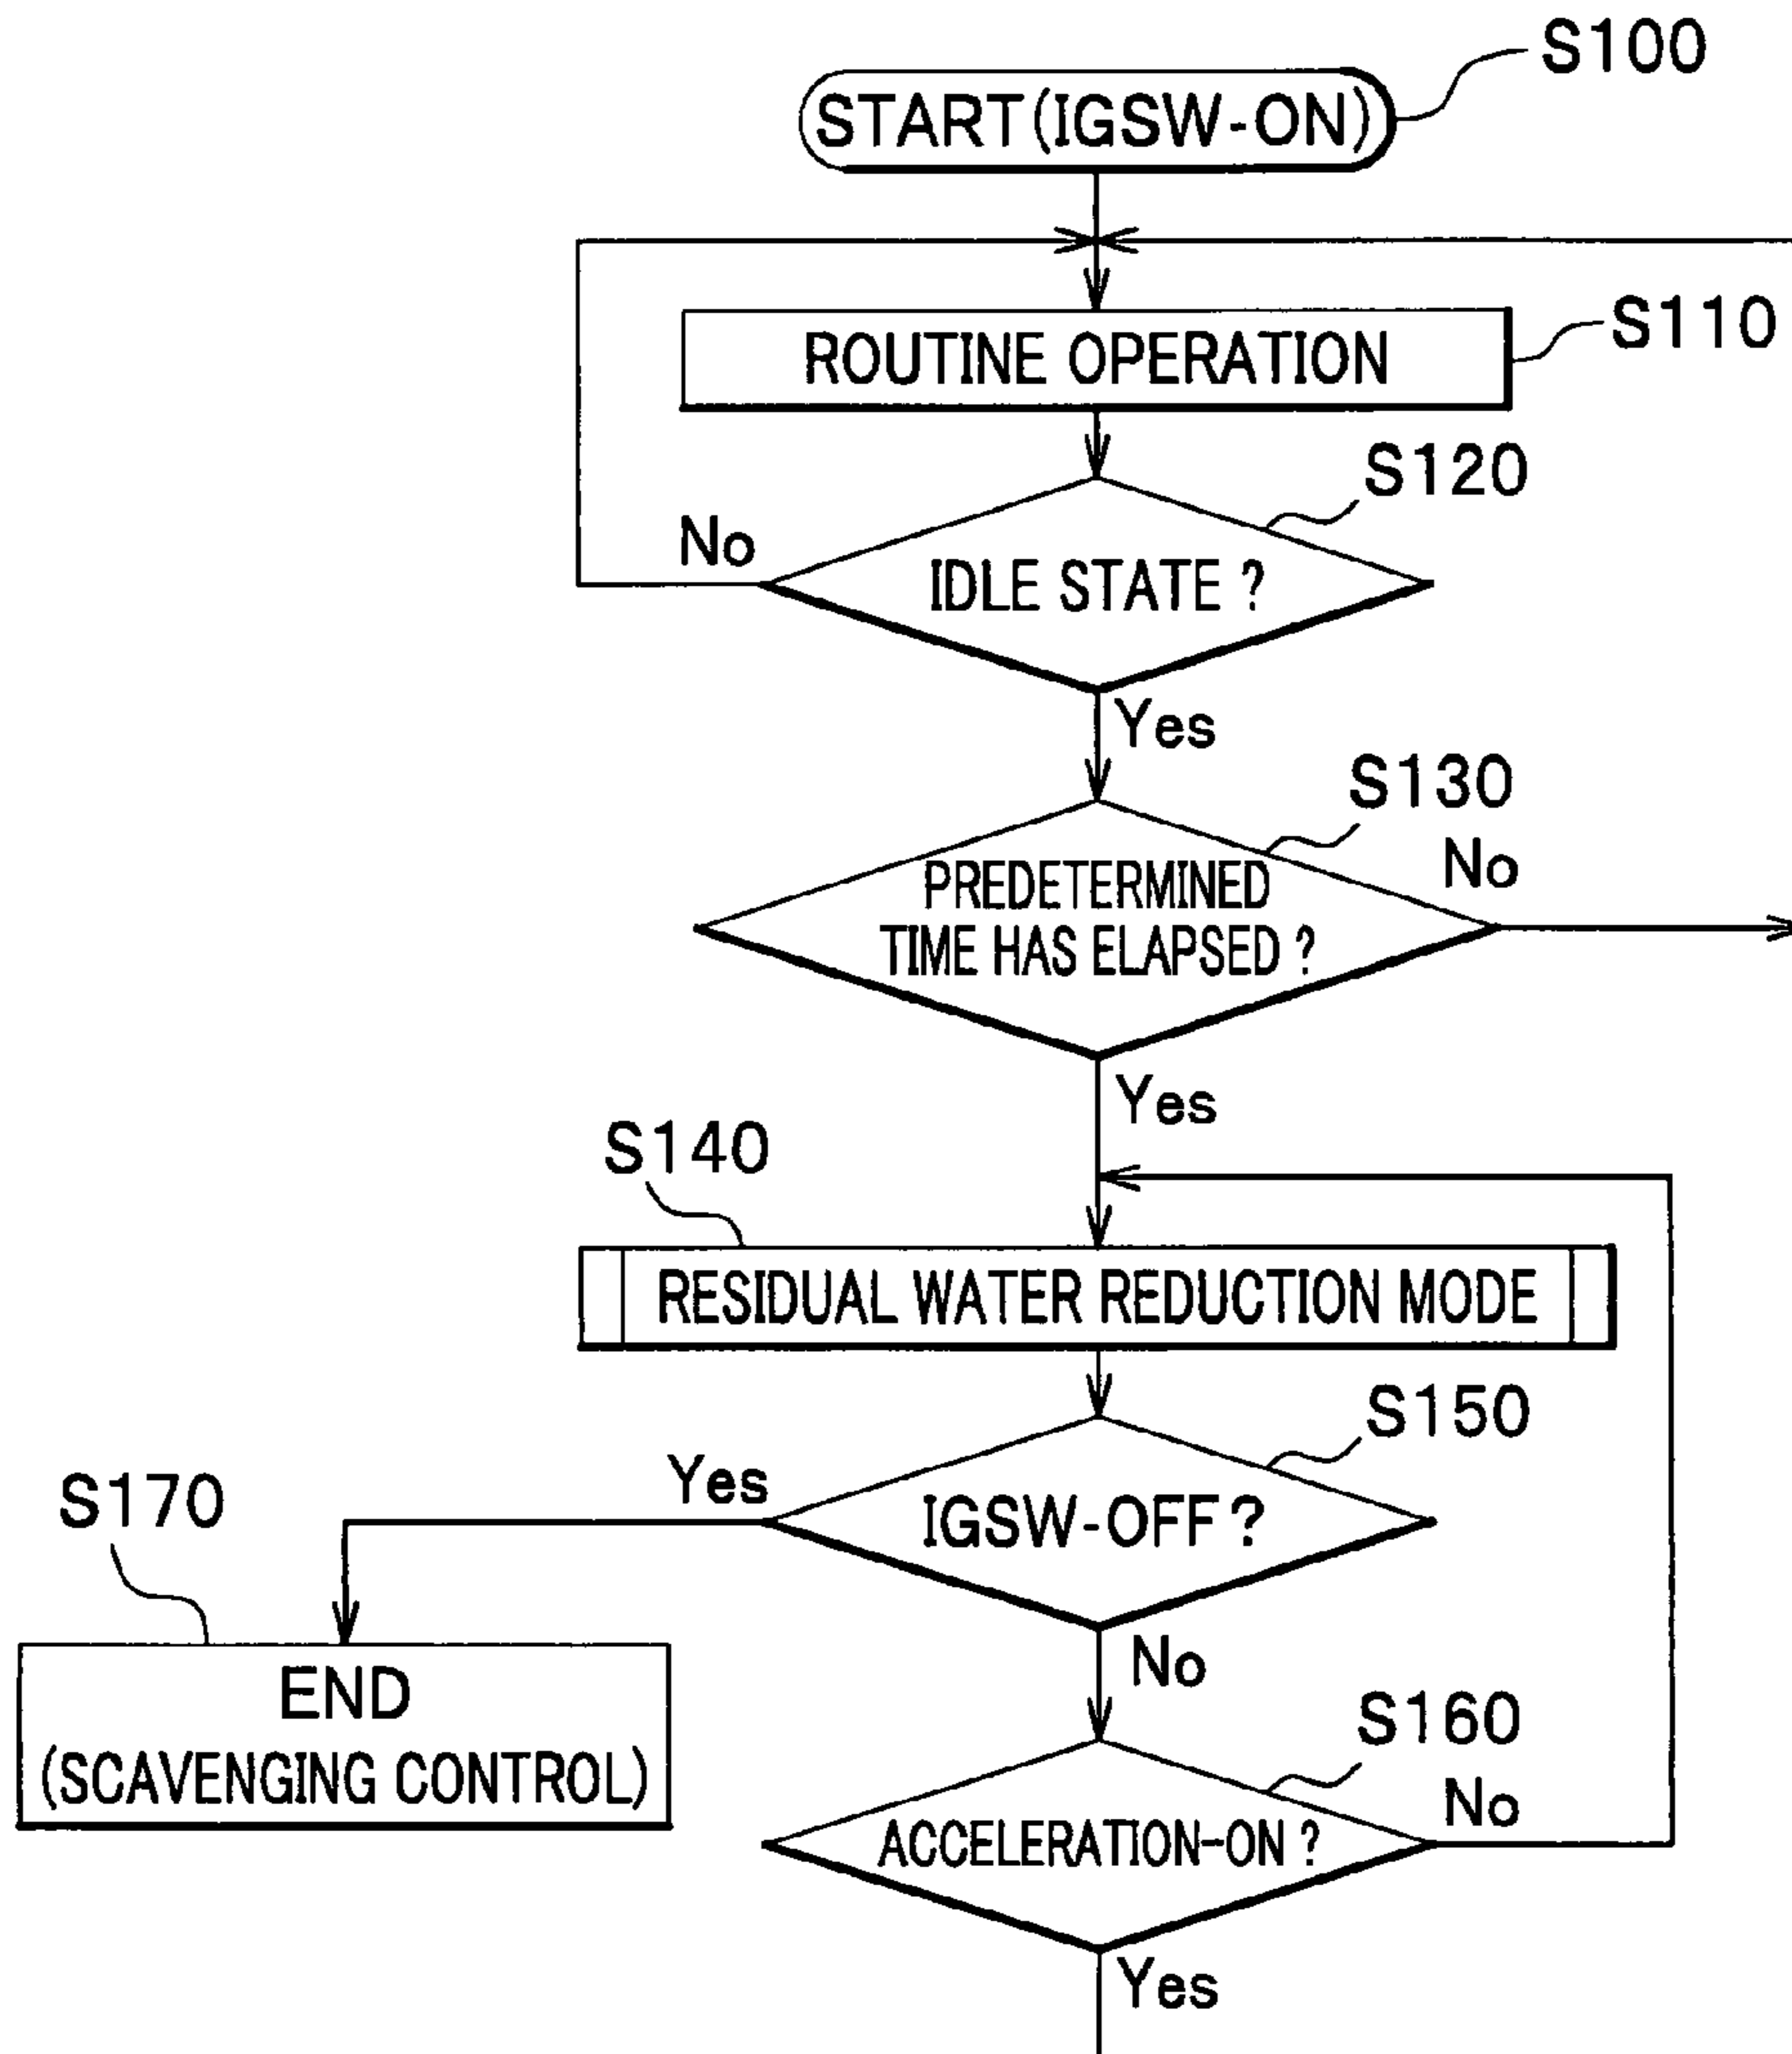 S100
START(IGSW-ON)
S110
ROUTINE OPERATION
S120
No
IDLE STATE ?
Yes
S130
No
PREDETERMINED
TIME HAS ELAPSED ?
Yes
S140
RESIDUAL WATER REDUCTION MODE
S150
Yes
IGSW-OFF ?
S170
No
END
(SCAVENGING CONTROL)
S160
No
ACCELERATION-ON ?
Yes